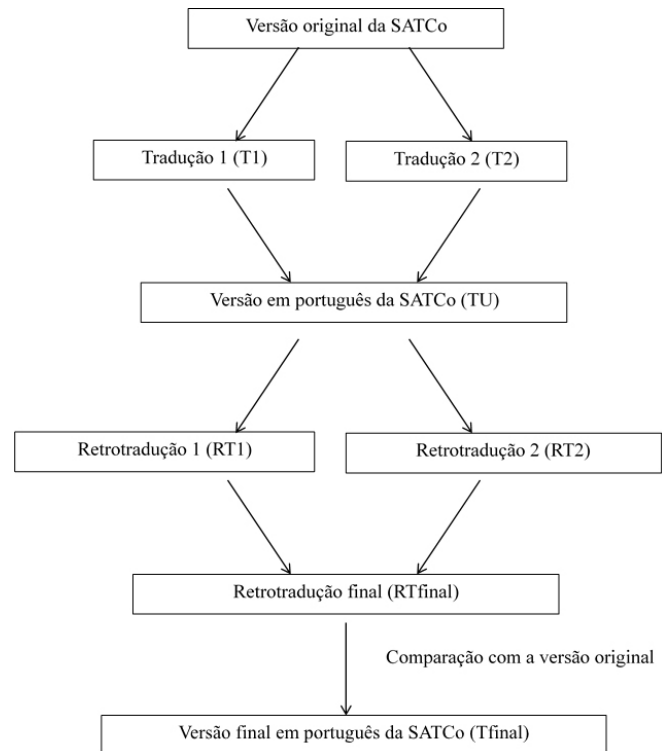 Versão original da SATCo
Tradução 1 (T1)
Tradução 2 (T2)
Versão em português da SATCo (TU)
Retrotradução 1 (RT1)
Retrotradução 2 (RT2)
Retrotradução final (RTfinal)
Comparação com a versão original
Versão final em português da SATCo (Tfinal)